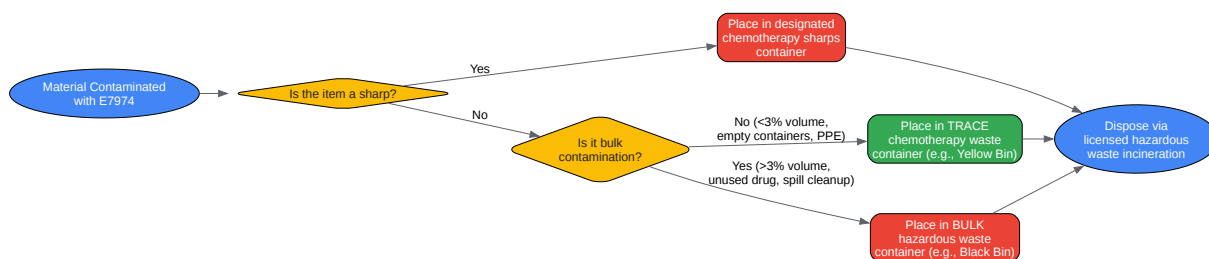 Material Contaminated
with E7974
Is the item a sharp?
Yes
Place in designated
chemotherapy sharps
container
No
Is it bulk
contamination?
No (<3% volume,
empty containers, PPE)
Place in TRACE
chemotherapy waste
container (e.g., Yellow Bin)
Yes (>3% volume,
unused drug, spill cleanup)
Place in BULK
hazardous waste
container (e.g., Black Bin)
Dispose via
licensed hazardous
waste incineration